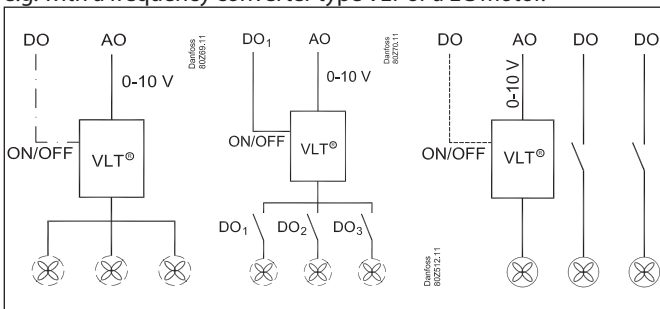 e.g. with a frequency converter type VLT or a EC motor.
DO AO
0-10 V
Danfoss
80Z69.11
ON/OFF VLT®
DO1 AO
0-10 V
Danfoss
80Z70.11
ON/OFF VLT®
DO1 DO2 DO3
DO AO DO DO
0-10 V
ON/OFF VLT®
Danfoss
80Z512.11